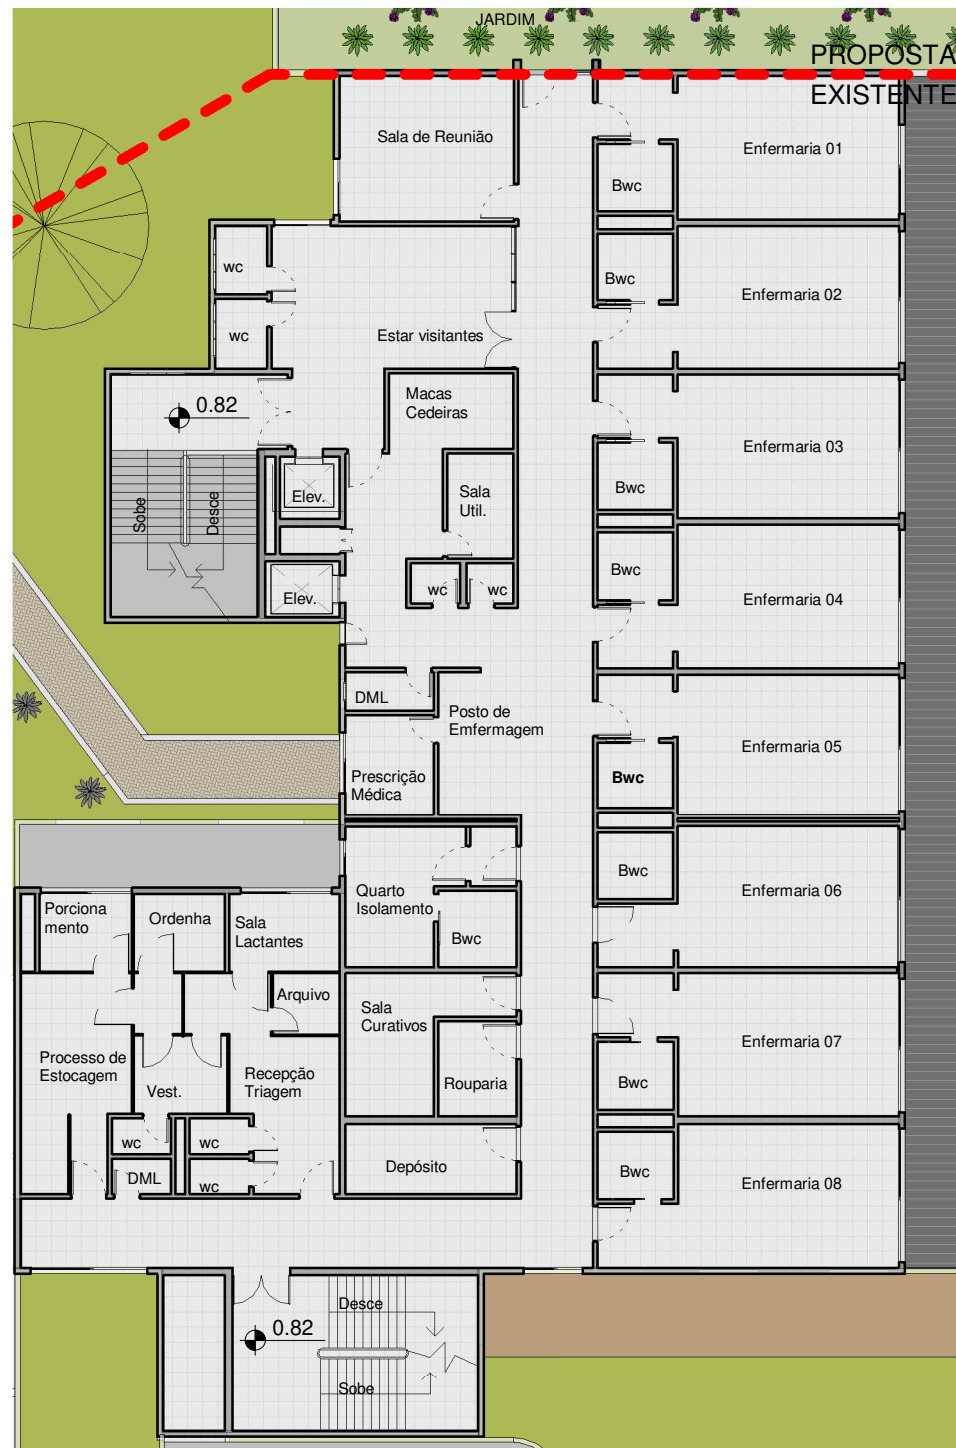 JARDIM
PROPOSTA
EXISTENTE
Sala de Reunião
Enfermaria 01
Bwc
wc
Bwc
Enfermaria 02
wc
Estar visitantes
Macas
Cedeiras
0.82
Enfermaria 03
Bwc
Elev.
Sala
Util.
Sobe
Desce
Bwc
Elev.
wc
wc
Enfermaria 04
DML
Posto de
Emfermagem
Enfermaria 05
Prescrição
Médica
Bwc
Bwc
Enfermaria 06
Quarto
Isolamento
Bwc
Porciona
mento
Ordenha
Sala
Lactantes
Arquivo
Sala
Curativos
Enfermaria 07
Processo de
Estocagem
Vest.
Recepção
Triagem
Rouparia
Bwc
wc
wc
DML
wc
Depósito
Bwc
Enfermaria 08
Desce
0.82
Sobe